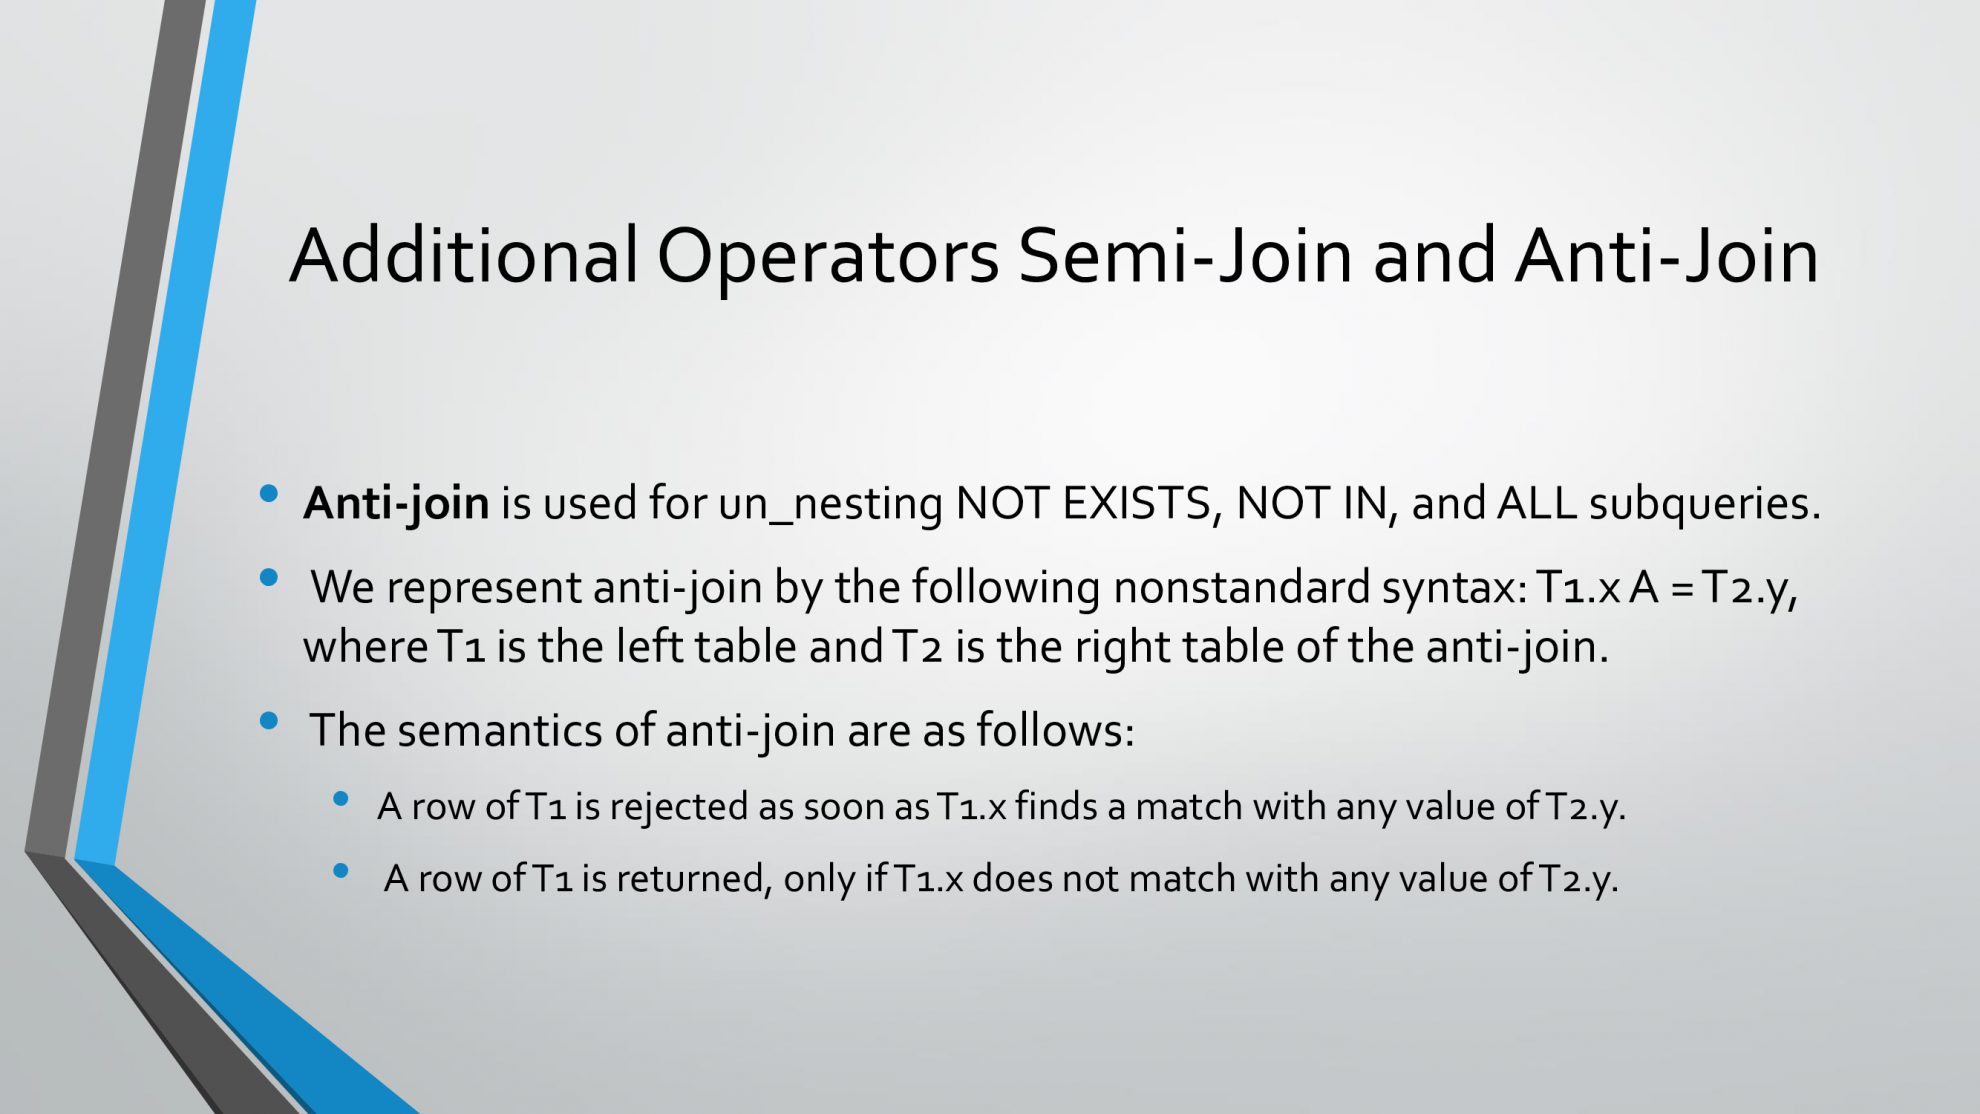 Additional Operators Semi-Join and Anti-Join
• Anti-join is used for un_nesting NOT EXISTS, NOT IN, and ALL subqueries.
• We represent anti-join by the following nonstandard syntax: T1.x A = T2.y,
where T1 is the left table and T2 is the right table of the anti-join.
• The semantics of anti-join are as follows:
• A row of T1 is rejected as soon as T1.x finds a match with any value of T2.y.
• A row of T1 is returned, only if T1.x does not match with any value of T2.y.